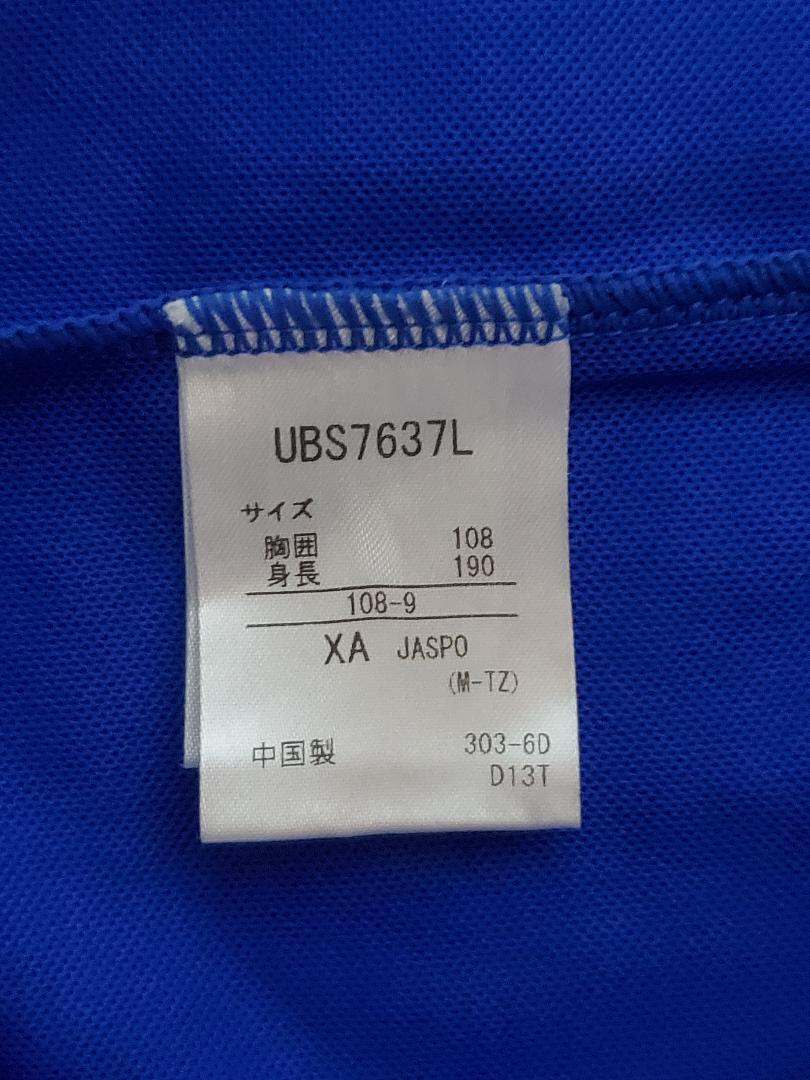 UBS7637L
サイズ
胸囲 108
身長 190
108-9
XA JASPO
(M-TZ)
中国製 303-6D
D13T